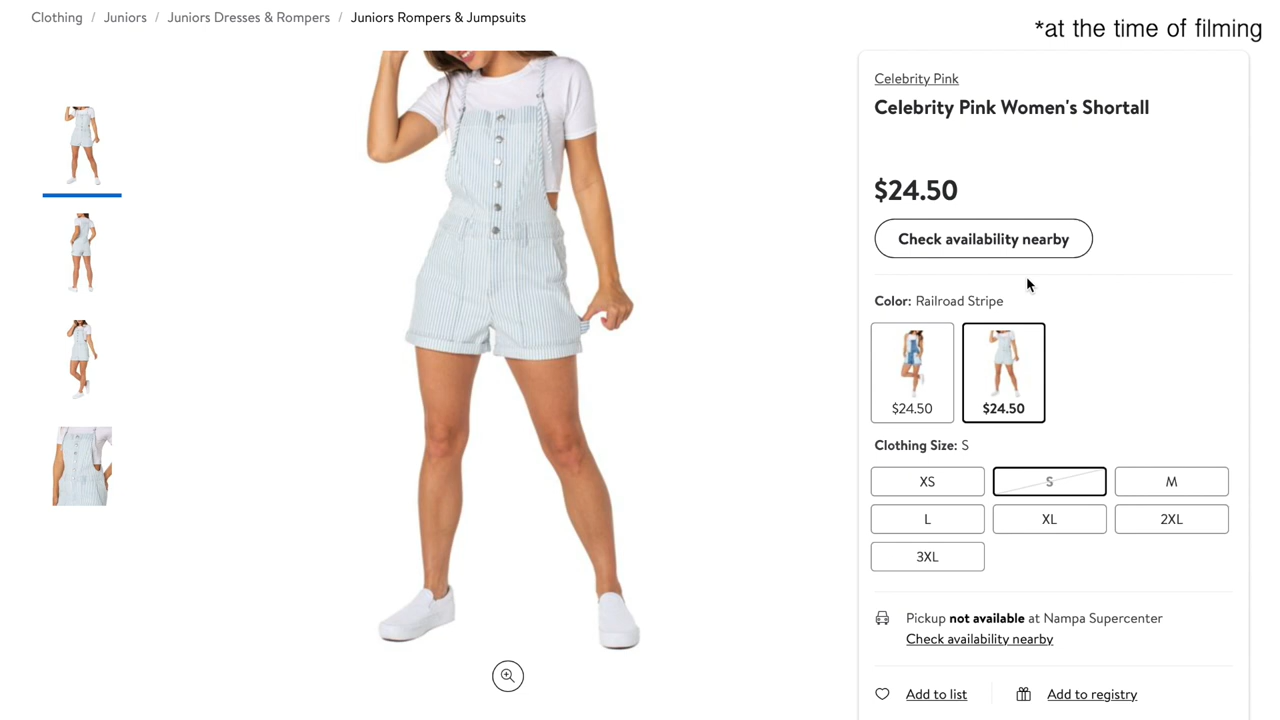 Clothing / Juniors / Juniors Dresses & Rompers / Juniors Rompers & Jumpsuits
*at the time of filming
Celebrity Pink
Celebrity Pink Women's Shortall
$24.50
Check availability nearby
Color: Railroad Stripe
$24.50 $24.50
Clothing Size: S
XS S M
L XL 2XL
3XL
Pickup not available at Nampa Supercenter
Check availability nearby
Add to list Add to registry